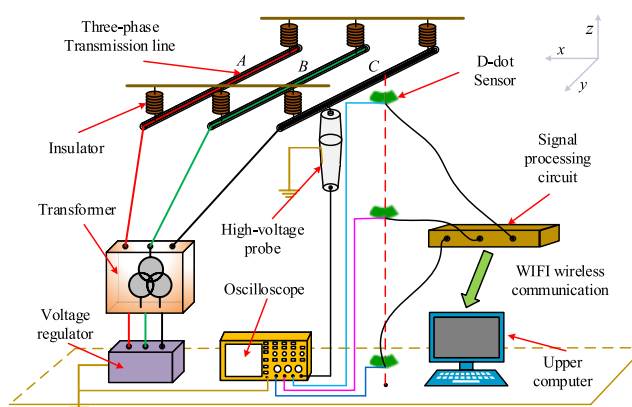 Three-phase
Transmission line
A
B
C
D-dot
Sensor
z
x
y
Insulator
Signal
processing
circuit
Transformer
High-voltage
probe
WIFI wireless
communication
Oscilloscope
Voltage
regulator
Upper
computer